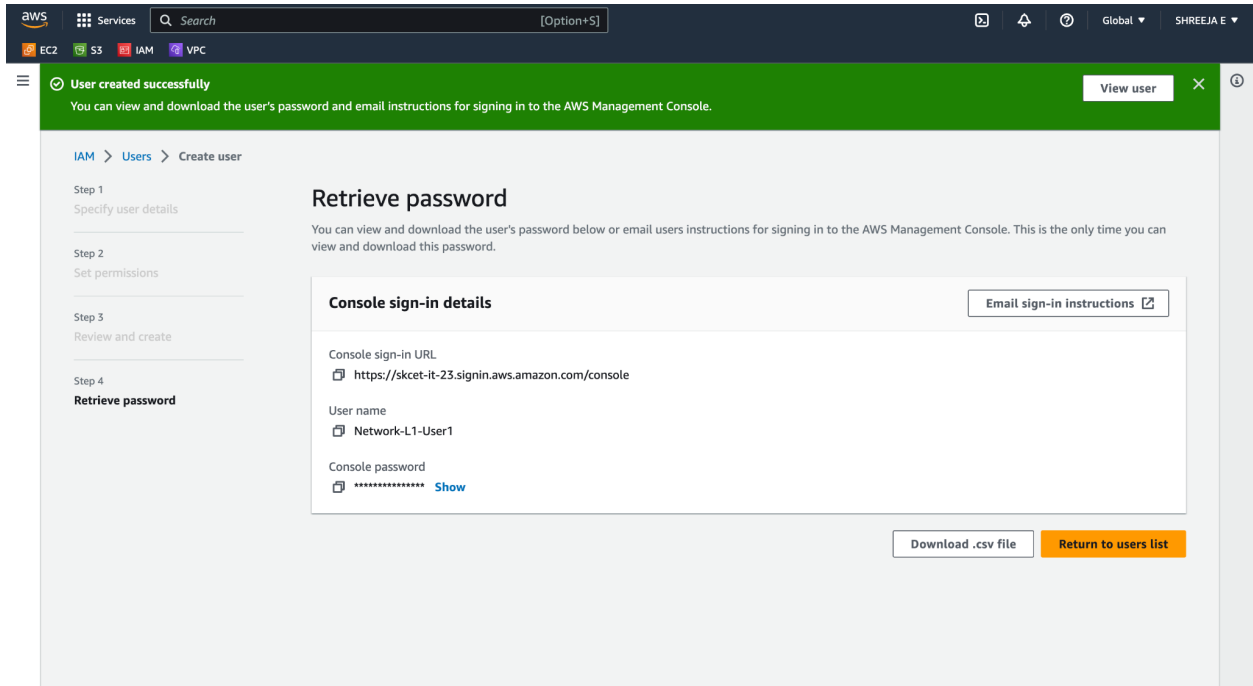 aws
Services
Search [Option+S]
Global ▼
SHREEJA E ▼
EC2
S3
IAM
VPC
User created successfully
You can view and download the user's password and email instructions for signing in to the AWS Management Console.
View user
IAM > Users > Create user
Step 1
Specify user details
Step 2
Set permissions
Step 3
Review and create
Step 4
Retrieve password
Retrieve password
You can view and download the user's password below or email users instructions for signing in to the AWS Management Console. This is the only time you can
view and download this password.
Console sign-in details
Email sign-in instructions
Console sign-in URL
https://skcet-it-23.signin.aws.amazon.com/console
User name
Network-L1-User1
Console password
*************** Show
Download .csv file
Return to users list